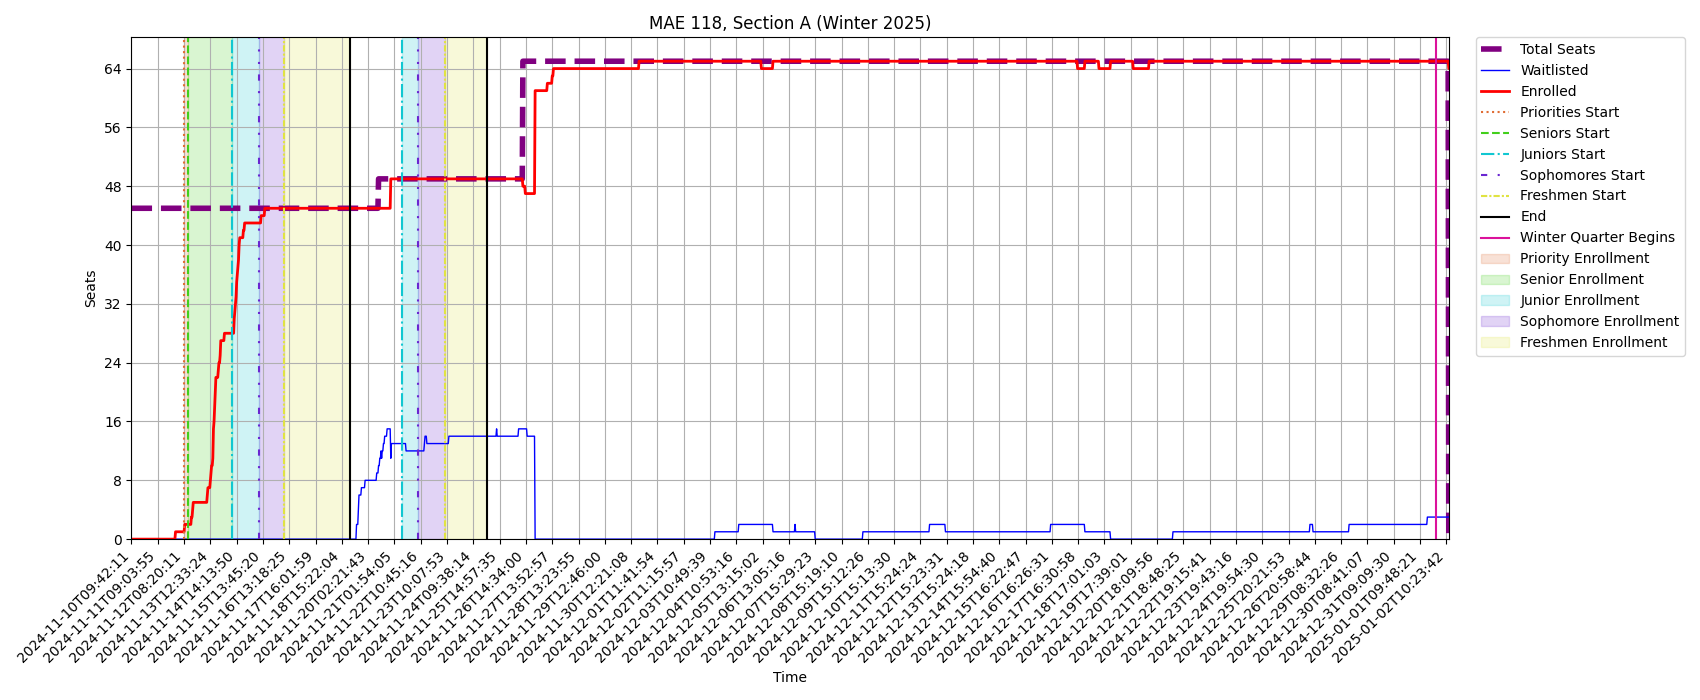 MAE 118, Section A (Winter 2025)
64
56
48
40
32
24
16
8
0
Seats
2024-11-10T09:42:11
2024-11-11T09:03:55
2024-11-12T08:20:11
2024-11-13T12:33:24
2024-11-14T14:13:50
2024-11-15T13:45:20
2024-11-16T13:18:25
2024-11-17T16:01:59
2024-11-18T15:22:04
2024-11-20T02:21:43
2024-11-21T01:54:05
2024-11-22T10:45:16
2024-11-23T10:07:53
2024-11-24T09:38:14
2024-11-25T14:57:35
2024-11-26T14:34:00
2024-11-27T13:52:57
2024-11-28T13:23:55
2024-11-29T12:46:00
2024-11-30T12:21:08
2024-12-01T11:41:54
2024-12-02T11:15:57
2024-12-03T10:49:39
2024-12-04T10:53:16
2024-12-05T13:15:02
2024-12-06T13:05:16
2024-12-07T15:29:23
2024-12-08T15:19:10
2024-12-09T15:12:26
2024-12-10T15:13:30
2024-12-11T15:24:24
2024-12-12T15:23:31
2024-12-13T15:24:18
2024-12-14T15:54:40
2024-12-15T16:22:47
2024-12-16T16:26:31
2024-12-17T16:30:58
2024-12-18T17:01:03
2024-12-19T17:39:01
2024-12-20T18:09:56
2024-12-21T18:48:25
2024-12-22T19:15:41
2024-12-23T19:43:16
2024-12-24T19:54:30
2024-12-25T20:21:53
2024-12-26T20:58:44
2024-12-29T08:32:26
2024-12-30T08:41:07
2024-12-31T09:09:30
2025-01-01T09:48:21
2025-01-02T10:23:42
Time
Total Seats
Waitlisted
Enrolled
Priorities Start
Seniors Start
Juniors Start
Sophomores Start
Freshmen Start
End
Winter Quarter Begins
Priority Enrollment
Senior Enrollment
Junior Enrollment
Sophomore Enrollment
Freshmen Enrollment